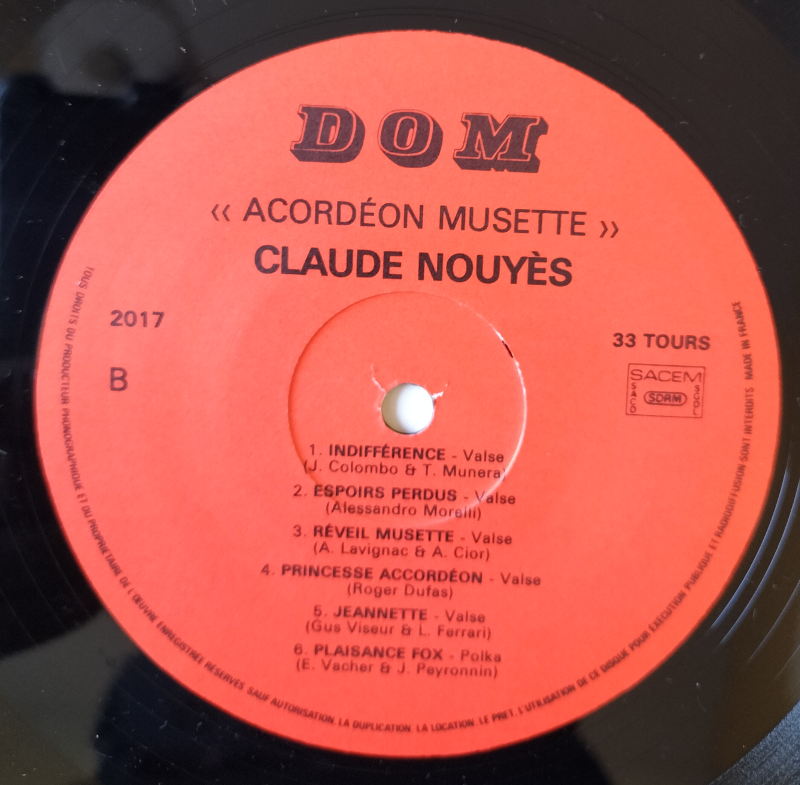 DOM
« ACORDÉON MUSETTE »
CLAUDE NOUYÈS
2017
B
33 TOURS
SACEM
SACD
SDRM
SGDL
1. INDIFFÉRENCE - Valse
(J. Colombo & T. Munera)
2. ESPOIRS PERDUS - Valse
(Alessandro Morelli)
3. RÉVEIL MUSETTE - Valse
(A. Lavignac & A. Cior)
4. PRINCESSE ACCORDÉON - Valse
(Roger Dufas)
5. JEANNETTE - Valse
(Gus Viseur & L. Ferrari)
6. PLAISANCE FOX - Polka
(E. Vacher & J. Peyronnin)
TOUS DROITS DU PRODUCTEUR PHONOGRAPHIQUE ET DU PROPRIETAIRE DE L'ŒUVRE ENREGISTRÉE RÉSERVÉS SAUF AUTORISATION LA DUPLICATION, LA LOCATION, LE PRET, L'UTILISATION DE CE DISQUE POUR EXÉCUTION PUBLIQUE ET RADIODIFFUSION SONT INTERDITS MADE IN FRANCE